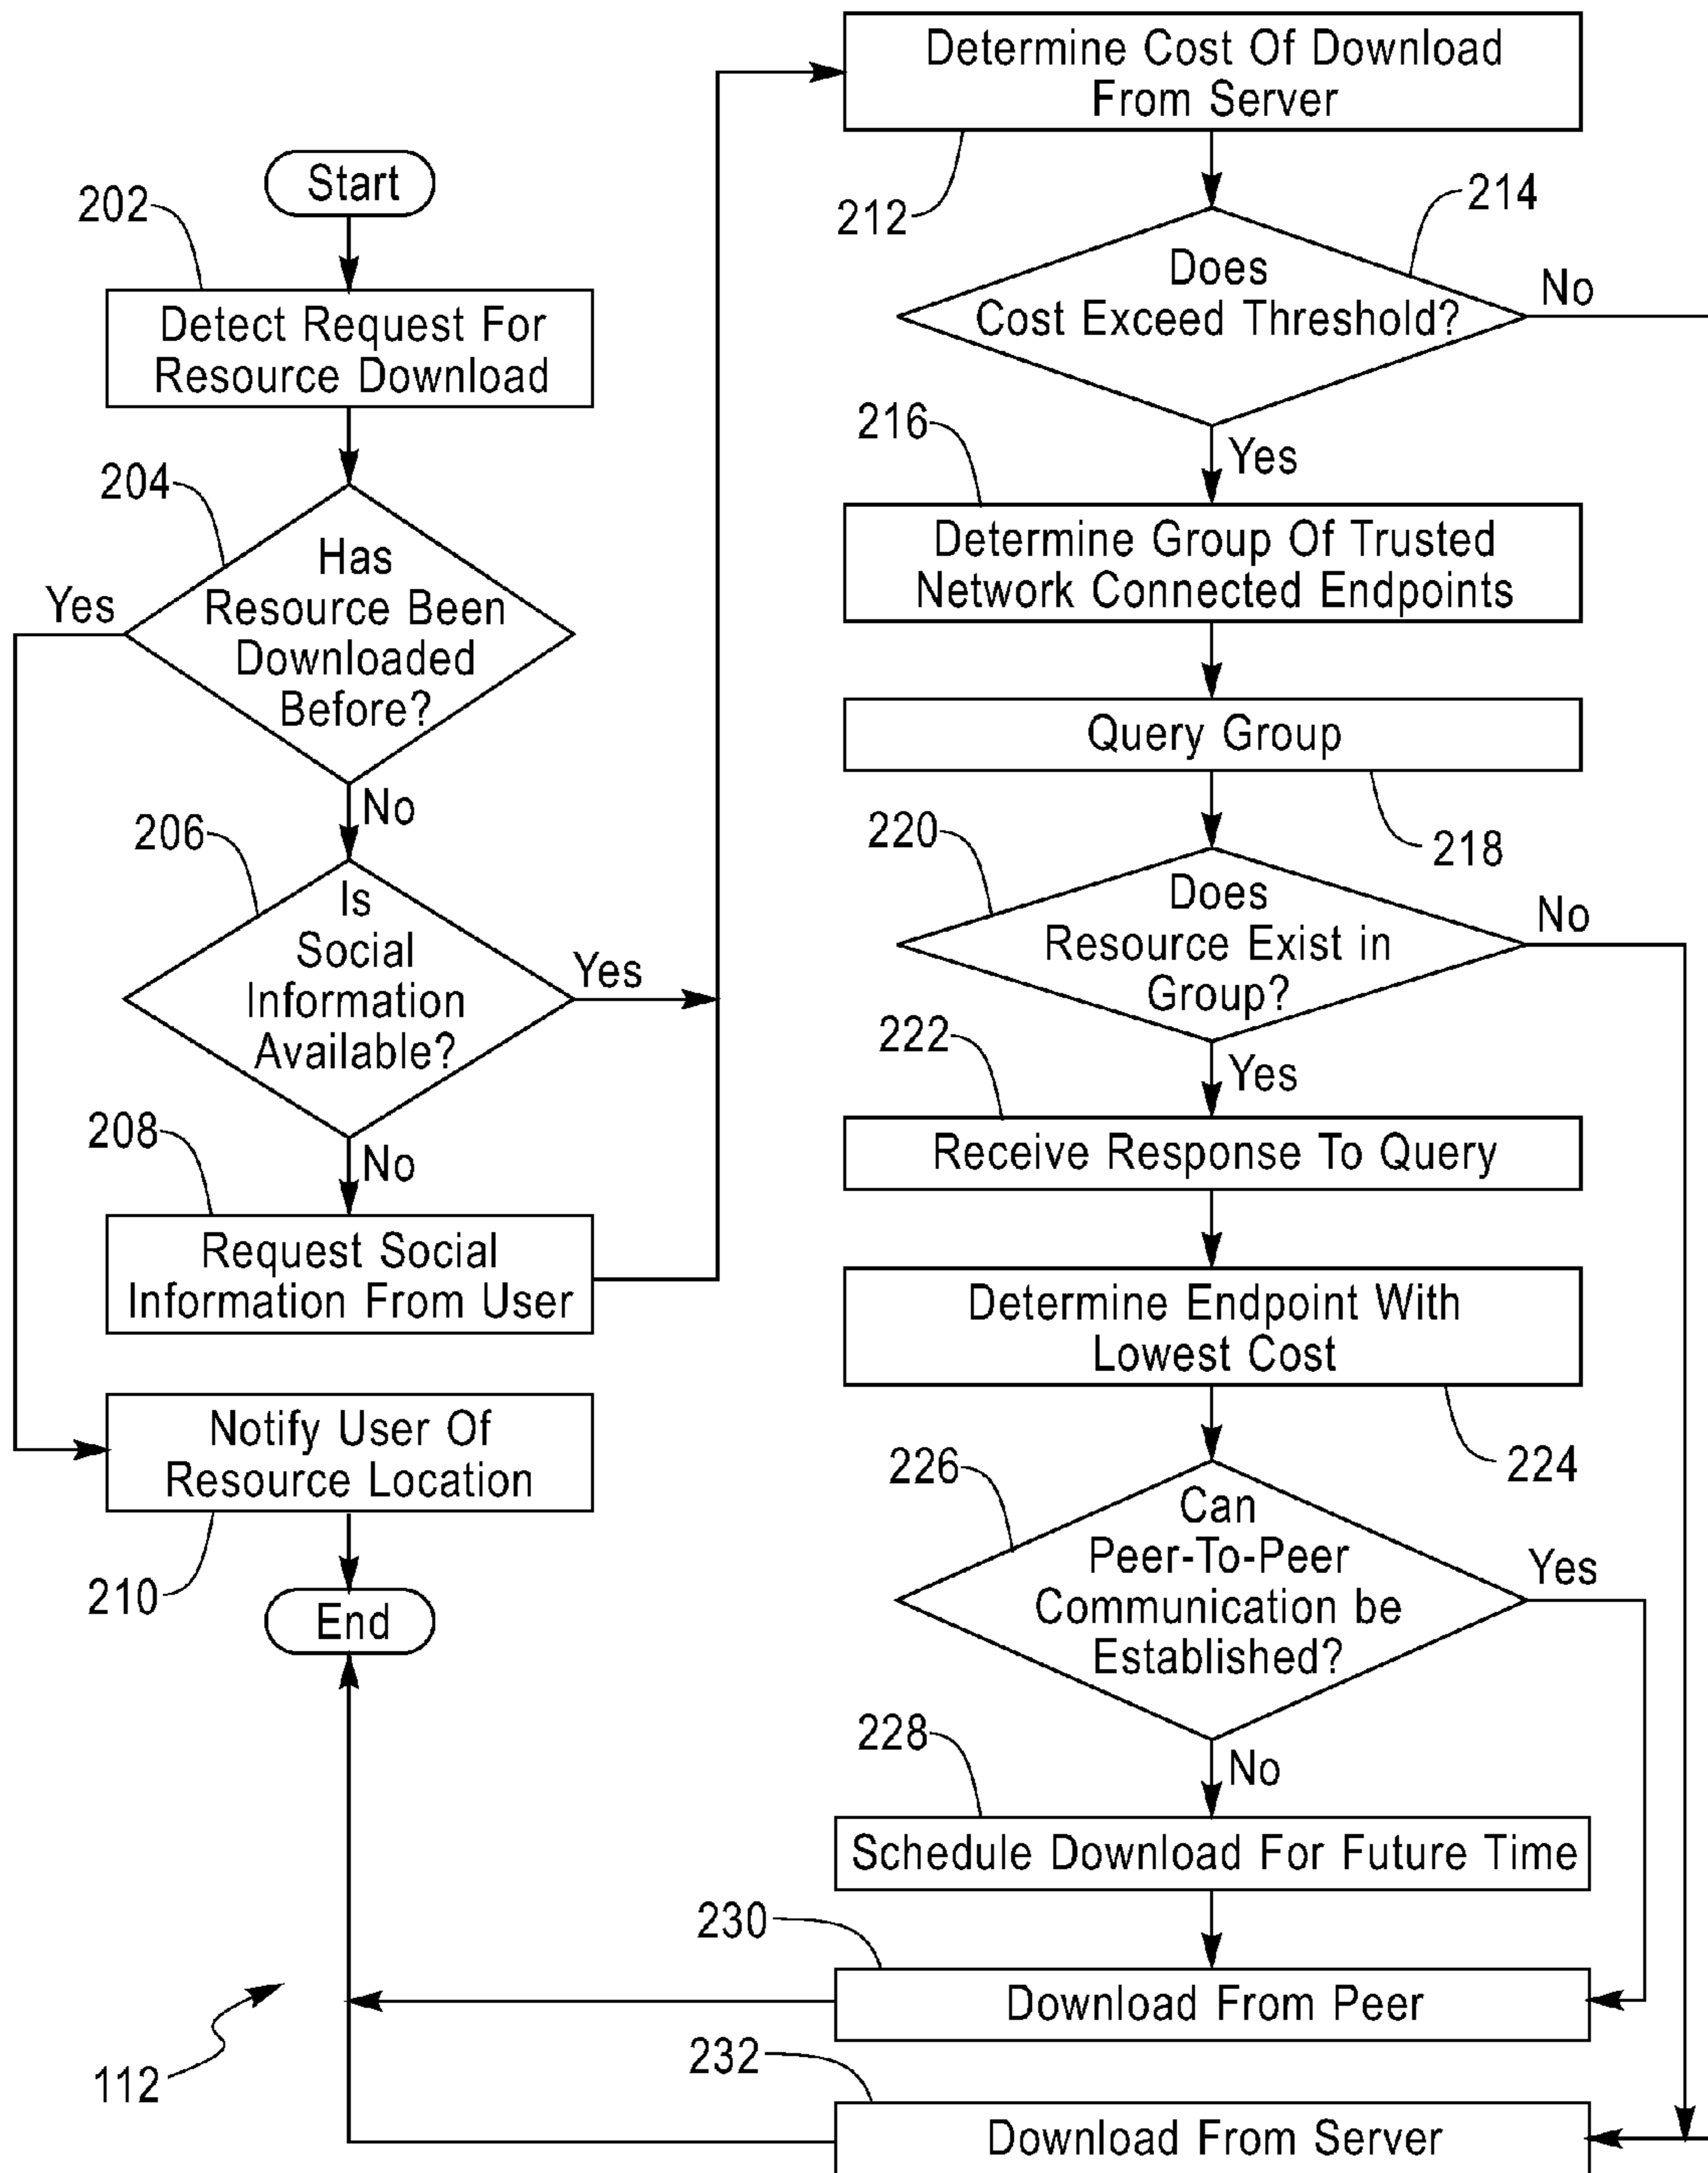 Start
202
Detect Request For
Resource Download
204
Has
Resource Been
Downloaded
Before?
Yes
No
206
Is
Social
Information
Available?
Yes
No
208
Request Social
Information From User
Notify User Of
Resource Location
210
End
112
Determine Cost Of Download
From Server
212
214
Does
Cost Exceed Threshold?
No
Yes
216
Determine Group Of Trusted
Network Connected Endpoints
Query Group
218
220
Does
Resource Exist in
Group?
No
Yes
222
Receive Response To Query
Determine Endpoint With
Lowest Cost
224
226
Can
Peer-To-Peer
Communication be
Established?
Yes
No
228
Schedule Download For Future Time
230
Download From Peer
232
Download From Server